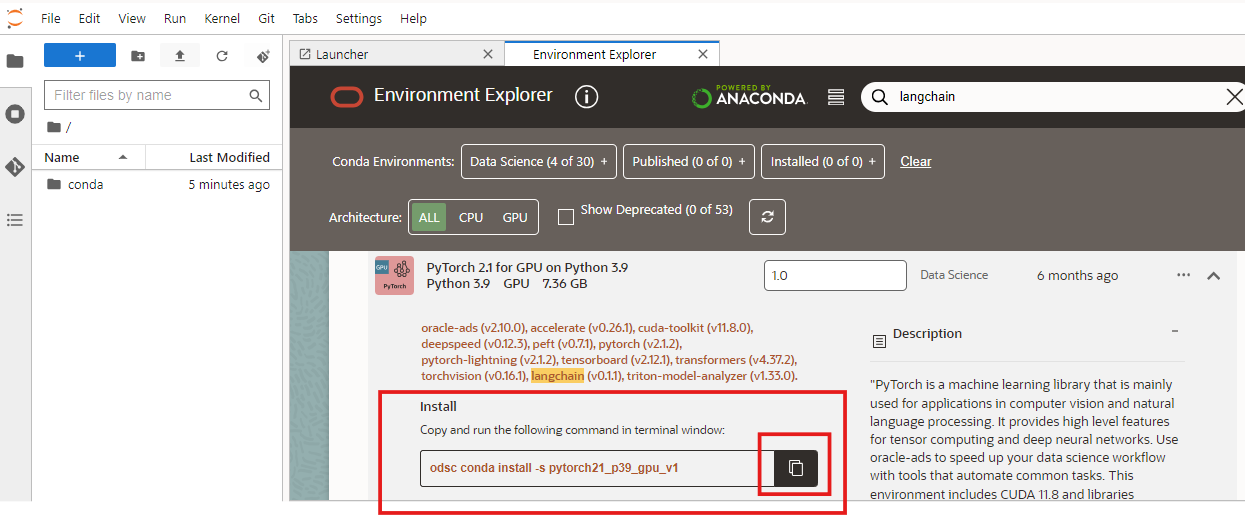 File Edit View Run Kernel Git Tabs Settings Help
+
Filter files by name
/
Name Last Modified
conda 5 minutes ago
Launcher
Environment Explorer
Environment Explorer
POWERED BY
ANACONDA.
langchain
Conda Environments: Data Science (4 of 30) + Published (0 of 0) + Installed (0 of 0) + Clear
Architecture: ALL CPU GPU Show Deprecated (0 of 53)
GPU
PyTorch
PyTorch 2.1 for GPU on Python 3.9
Python 3.9 GPU 7.36 GB
1.0
Data Science
6 months ago
oracle-ads (v2.10.0), accelerate (v0.26.1), cuda-toolkit (v11.8.0),
deepspeed (v0.12.3), peft (v0.7.1), pytorch (v2.1.2),
pytorch-lightning (v2.1.2), tensorboard (v2.12.1), transformers (v4.37.2),
torchvision (v0.16.1), langchain (v0.1.1), triton-model-analyzer (v1.33.0).
Install
Copy and run the following command in terminal window:
odsc conda install -s pytorch21_p39_gpu_v1
Description
"PyTorch is a machine learning library that is mainly
used for applications in computer vision and natural
language processing. It provides high level features
for tensor computing and deep neural networks. Use
oracle-ads to speed up your data science workflow
with tools that automate common tasks. This
environment includes CUDA 11.8 and libraries